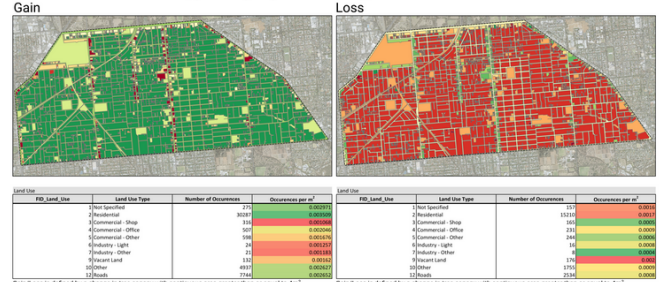 Gain
Loss
Land Use
FID_Land_Use Land Use Type Number of Occurences Occurences per m²
1 Not Specified 275 0.002971
2 Residential 30287 0.003509
3 Commercial - Shop 316 0.001068
4 Commercial - Office 507 0.002046
5 Commercial - Other 598 0.001676
6 Industry - Light 24 0.001257
7 Industry - Other 21 0.001183
9 Vacant Land 132 0.00162
10 Other 4937 0.002627
12 Roads 7744 0.002652
Land Use
FID_Land_Use Land Use Type Number of Occurences Occurences per m²
1 Not Specified 157 0.0016
2 Residential 15210 0.0017
3 Commercial - Shop 165 0.0005
4 Commercial - Office 231 0.0009
5 Commercial - Other 244 0.0006
6 Industry - Light 16 0.0008
7 Industry - Other 8 0.0004
9 Vacant Land 176 0.002
10 Other 1755 0.0009
12 Roads 2534 0.0008